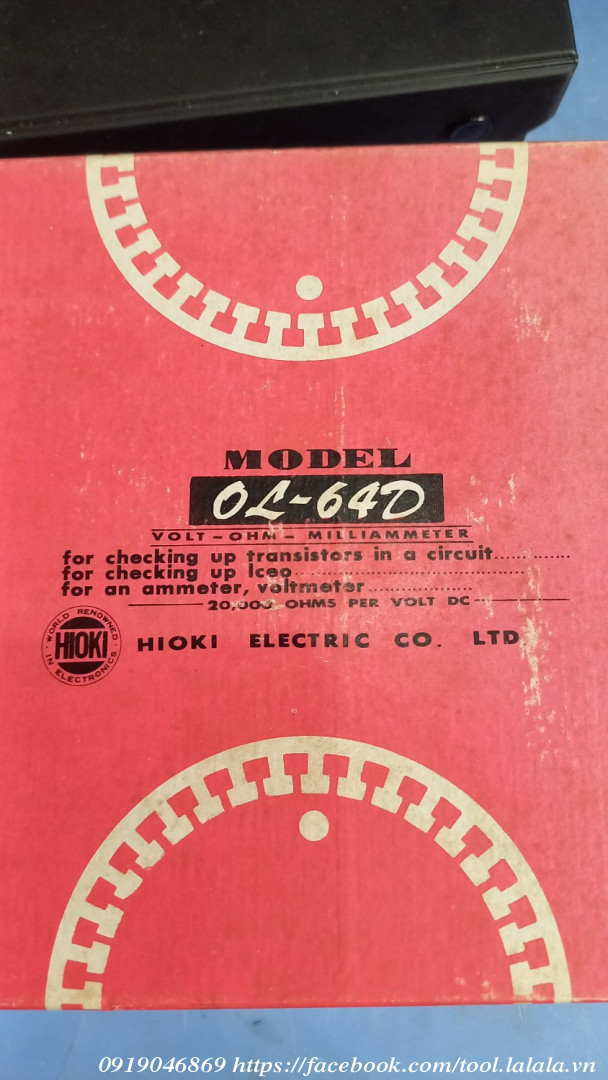 MODEL
OL-64D
VOLT-OHM-MILLIAMMETER
for checking up transistors in a circuit..............
for checking up Iceo..........................................
for an ammeter, voltmeter...................
20,000 OHMS PER VOLT DC
WORLD RENOWNED
HIOKI
IN ELECTRONICS
HIOKI ELECTRIC CO. LTD.
0919046869 https://facebook.com/tool.lalala.vn